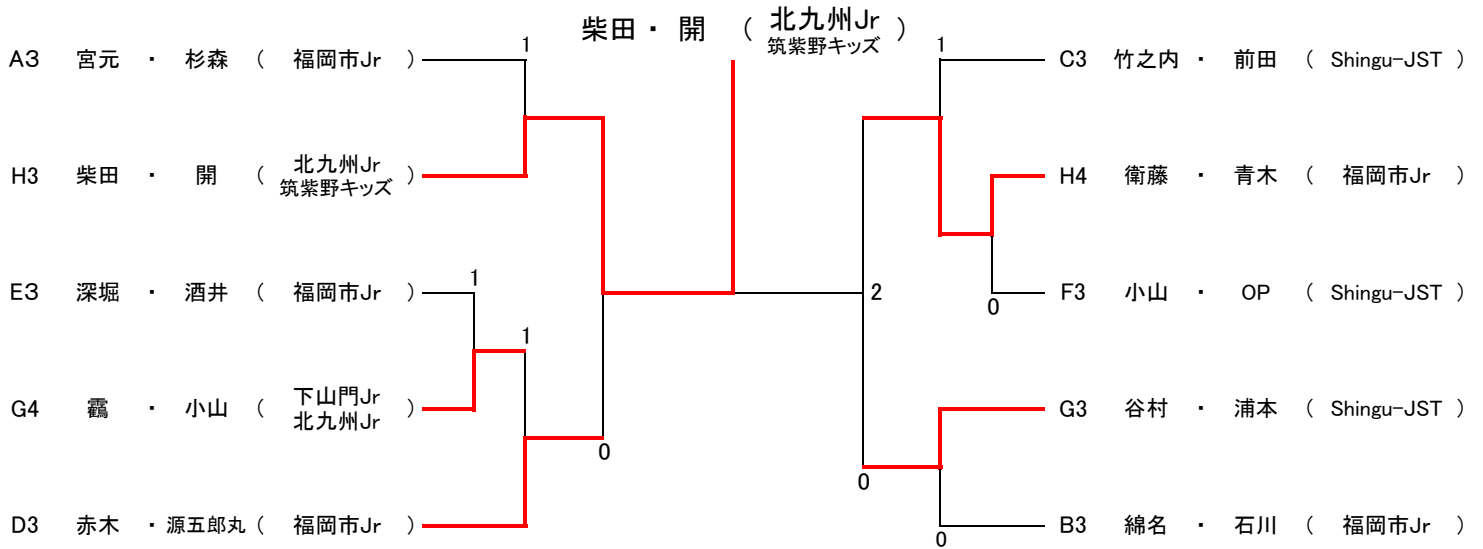 柴田・ 開 ( 北九州Jr 筑紫野キッズ )
A3 宮元 ・ 杉森 ( 福岡市Jr )
1
1
C3 竹之内 ・ 前田 ( Shingu-JST )
H3 柴田 ・ 開 ( 北九州Jr 筑紫野キッズ )
H4 衛藤 ・ 青木 ( 福岡市Jr )
E3 深堀 ・ 酒井 ( 福岡市Jr )
1
2
F3 小山 ・ OP ( Shingu-JST )
0
1
G4 靏 ・ 小山 ( 下山門Jr 北九州Jr )
G3 谷村 ・ 浦本 ( Shingu-JST )
0
0
D3 赤木 ・ 源五郎丸 ( 福岡市Jr )
0
B3 綿名 ・ 石川 ( 福岡市Jr )